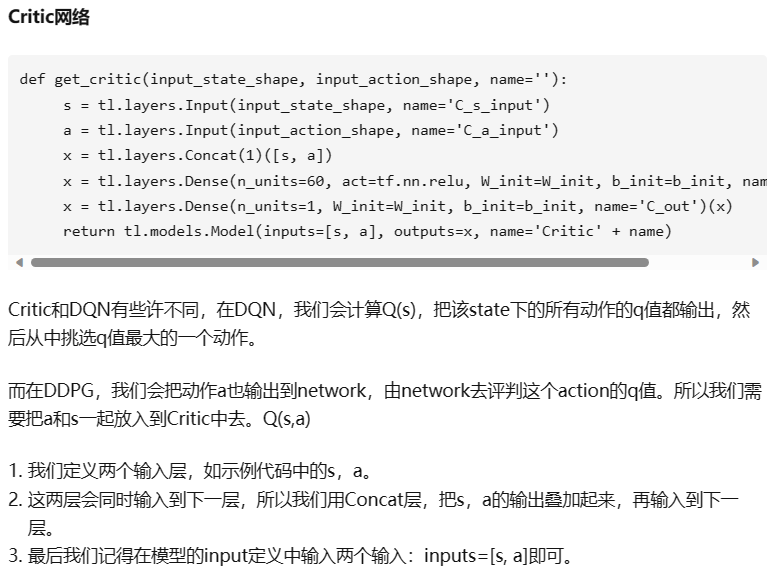 Critic网络
def get_critic(input_state_shape, input_action_shape, name=''):
    s = tl.layers.Input(input_state_shape, name='C_s_input')
    a = tl.layers.Input(input_action_shape, name='C_a_input')
    x = tl.layers.Concat(1)([s, a])
    x = tl.layers.Dense(n_units=60, act=tf.nn.relu, W_init=W_init, b_init=b_init, nam
    x = tl.layers.Dense(n_units=1, W_init=W_init, b_init=b_init, name='C_out')(x)
    return tl.models.Model(inputs=[s, a], outputs=x, name='Critic' + name)
Critic和DQN有些许不同，在DQN，我们会计算Q(s)，把该state下的所有动作的q值都输出，然
后从中挑选q值最大的一个动作。
而在DDPG，我们会把动作a也输出到network，由network去评判这个action的q值。所以我们需
要把a和s一起放入到Critic中去。Q(s,a)
1. 我们定义两个输入层，如示例代码中的s，a。
2. 这两层会同时输入到下一层，所以我们用Concat层，把s，a的输出叠加起来，再输入到下一
层。
3. 最后我们记得在模型的input定义中输入两个输入：inputs=[s, a]即可。